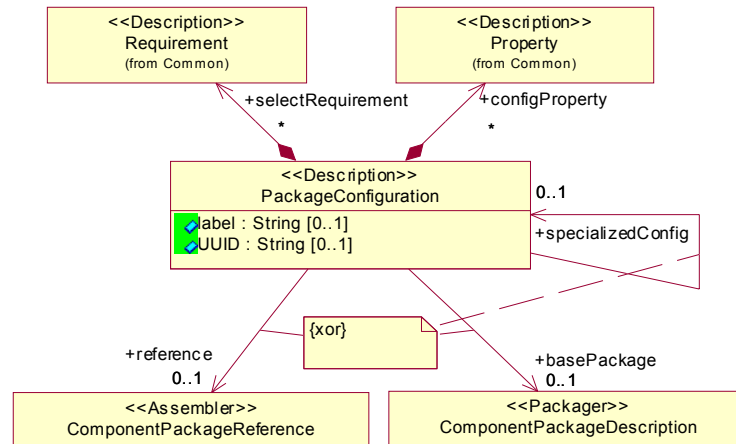 <<Description>>
Requirement
(from Common)
<<Description>>
Property
(from Common)
+selectRequirement
*
+configProperty
*
<<Description>>
PackageConfiguration
label : String [0..1]
UUID : String [0..1]
0..1
+specializedConfig
{xor}
+reference
0..1
+basePackage
0..1
<<Assembler>>
ComponentPackageReference
<<Packager>>
ComponentPackageDescription